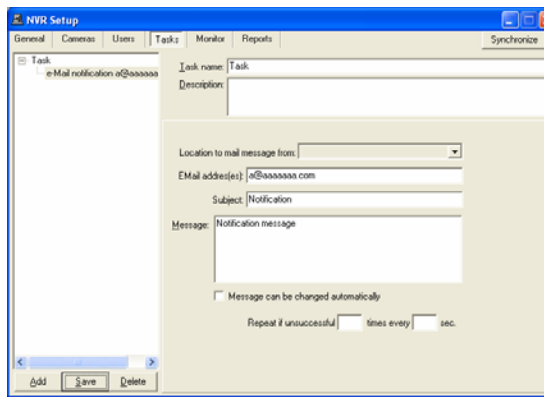 NVR Setup
General Cameras Users Tasks Monitor Reports Synchronize
Task
e-Mail notification a@aaaaaa
Task name: Task
Description:
Location to mail message from:
EMail addres(es): a@aaaaaaa.com
Subject: Notification
Message: Notification message
Message can be changed automatically
Repeat if unsuccessful times every sec.
Add Save Delete